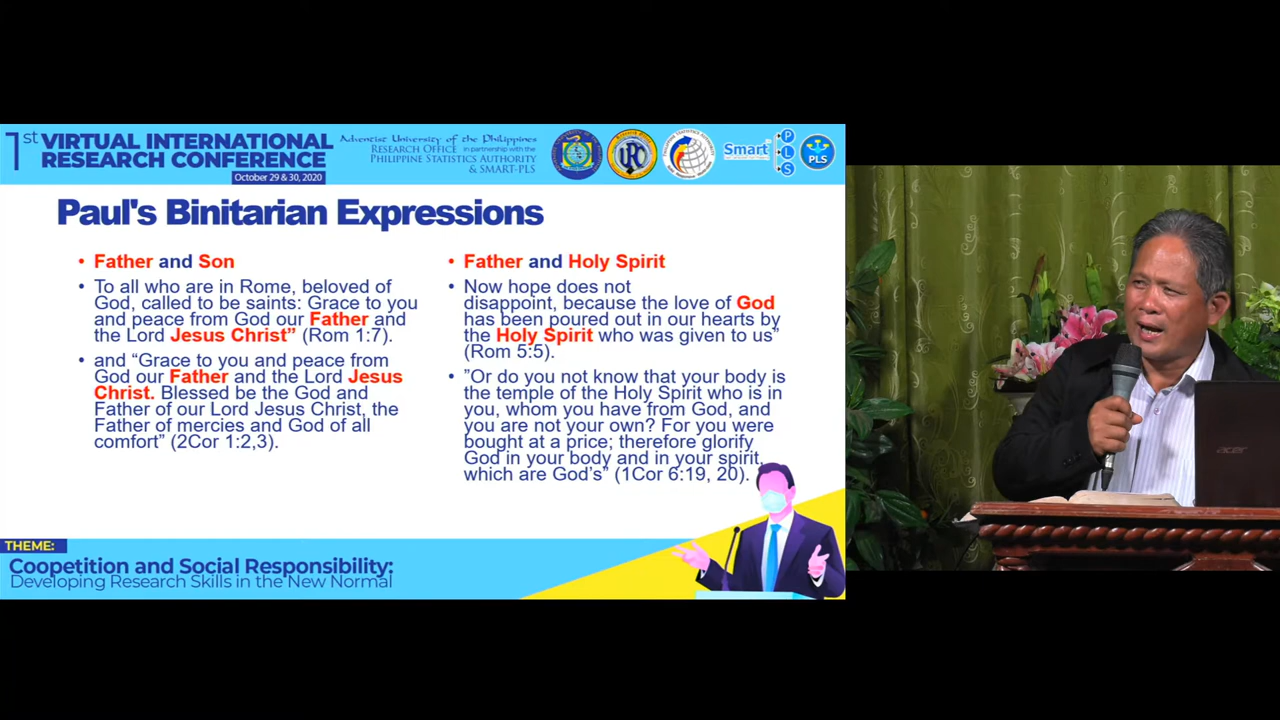 1st VIRTUAL INTERNATIONAL
RESEARCH CONFERENCE
October 29 & 30, 2020
Adventist University of the Philippines
RESEARCH OFFICE in partnership with the
PHILIPPINE STATISTICS AUTHORITY
& SMART-PLS
Smart
PLS
PLS
Paul's Binitarian Expressions
• Father and Son
• To all who are in Rome, beloved of
God, called to be saints: Grace to you
and peace from God our Father and
the Lord Jesus Christ” (Rom 1:7).
• and “Grace to you and peace from
God our Father and the Lord Jesus
Christ. Blessed be the God and
Father of our Lord Jesus Christ, the
Father of mercies and God of all
comfort” (2Cor 1:2,3).
• Father and Holy Spirit
• Now hope does not
disappoint, because the love of God
has been poured out in our hearts by
the Holy Spirit who was given to us”
(Rom 5:5).
• ”Or do you not know that your body is
the temple of the Holy Spirit who is in
you, whom you have from God, and
you are not your own? For you were
bought at a price; therefore glorify
God in your body and in your spirit,
which are God’s” (1Cor 6:19, 20).
THEME:
Coopetition and Social Responsibility:
Developing Research Skills in the New Normal
acer